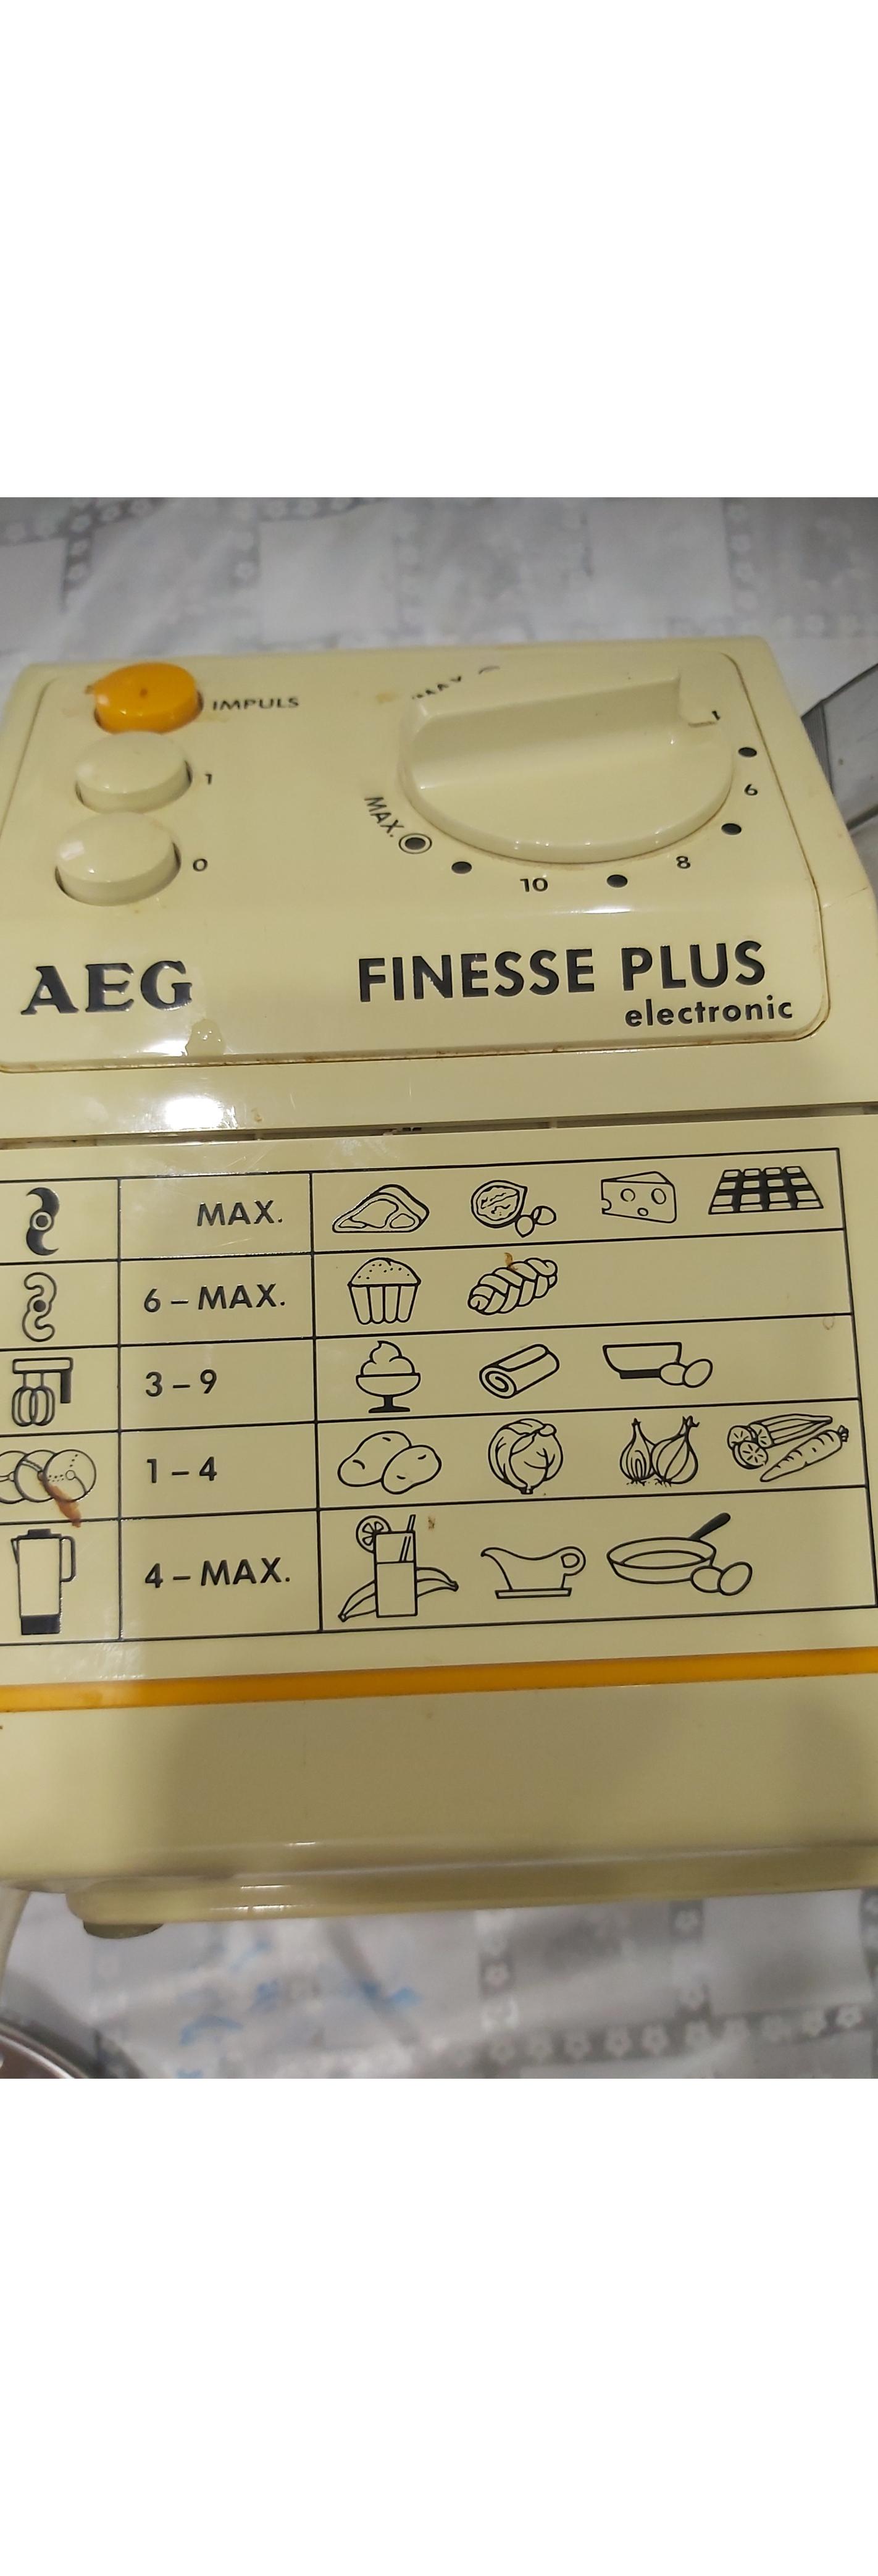 IMPULS
1
0
MAX.
6
8
10
AEG
FINESSE PLUS
electronic
MAX.
6 – MAX.
3 – 9
1 – 4
4 – MAX.